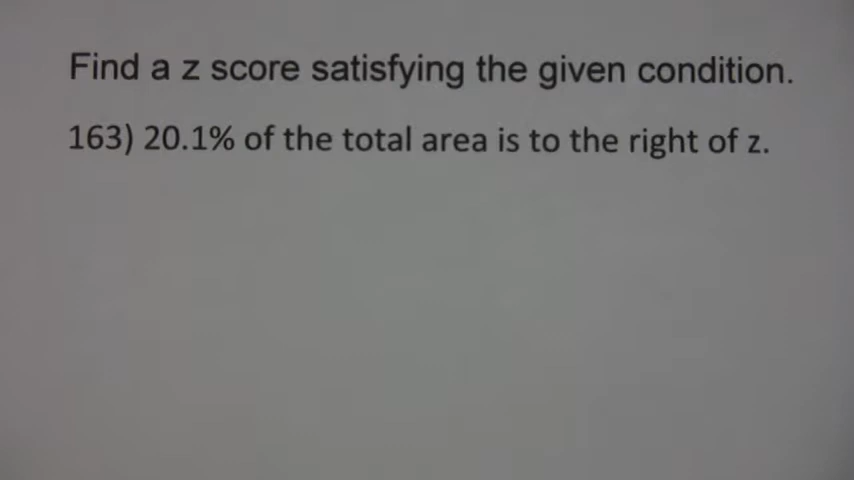 Find a z score satisfying the given condition.
163) 20.1% of the total area is to the right of z.